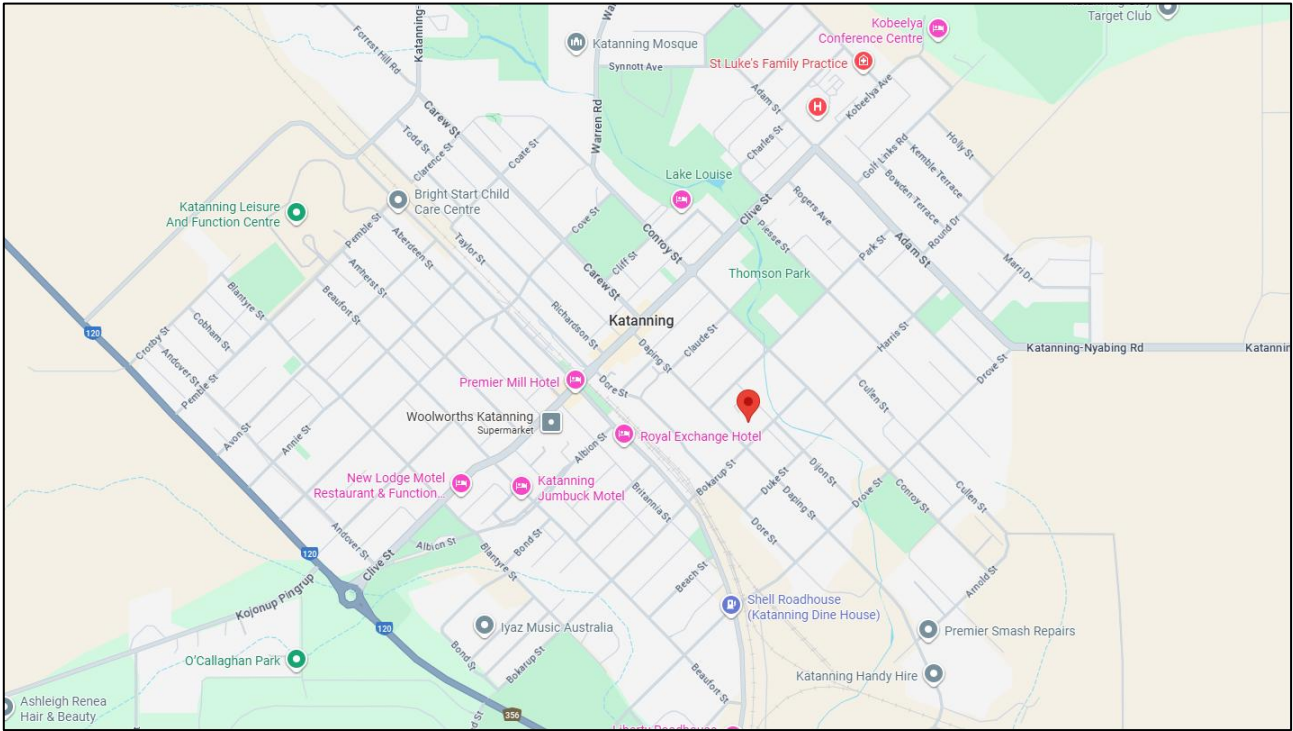 Target Club
Kobeelya
Conference Centre
Katanning Mosque
St Luke's Family Practice
Synnott Ave
Forrest Hill Rd
Katanning-
Warren Rd
Adam St
H
Kobeelya Ave
Carew St
Todd St
Clarence St
Coate St
Charles St
Golf Links Rd
Holly St
Kemble Terrace
Bowden Terrace
Round Dr
Lake Louise
Bright Start Child
Care Centre
Katanning Leisure
And Function Centre
Pemble St
Aberdeen St
Taylor St
Cove St
Conroy St
Cliff St
Clive St
Rogers Ave
Piesse St
Park St
Adam St
Marri Dr
Amherst St
Beaufort St
Blantyre St
Cobham St
Crosby St
Andover St
Pemble St
120
Carew St
Thomson Park
Richardson St
Katanning
Daping St
Claude St
Harris St
Drove St
Katanning-Nyabing Rd
Katannin
Premier Mill Hotel
Dore St
Cullen St
Woolworths Katanning
Supermarket
Albion St
Royal Exchange Hotel
Avon St
Annie St
New Lodge Motel
Restaurant & Function...
Katanning
Jumbuck Motel
Britannia St
Bokarup St
Duke St
Daping St
Dijon St
Drove St
Conroy St
Cullen St
Dore St
Andover St
Clive St
Albion St
Bond St
Blantyre St
120
Kojonup Pingrup
120
Beach St
Arnold St
Shell Roadhouse
(Katanning Dine House)
Iyaz Music Australia
Premier Smash Repairs
Bond St
Bokarup St
O'Callaghan Park
Beaufort St
Katanning Handy Hire
Ashleigh Renea
Hair & Beauty
d St
356
Liberty Roadhouse